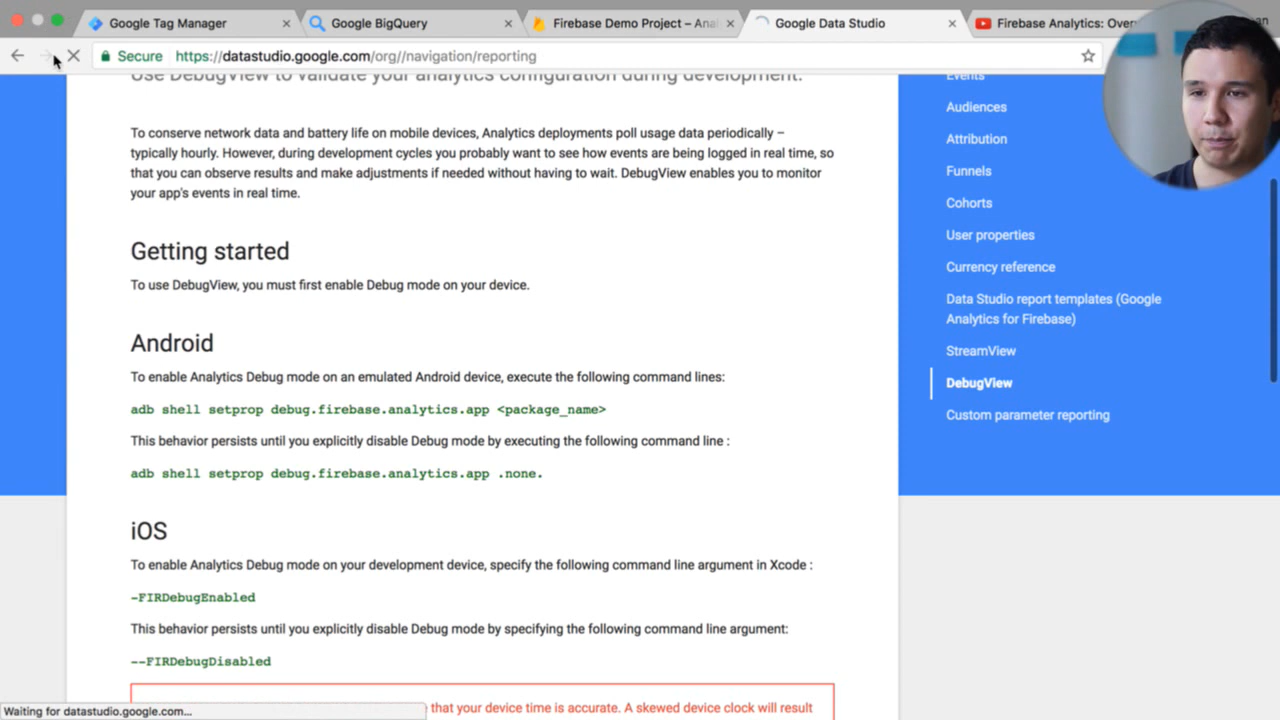 Google Tag Manager
Google BigQuery
Firebase Demo Project – Ana
Google Data Studio
Firebase Analytics: Over
Secure
https://datastudio.google.com/org//navigation/reporting
Use DebugView to validate your analytics configuration during development.
To conserve network data and battery life on mobile devices, Analytics deployments poll usage data periodically –
typically hourly. However, during development cycles you probably want to see how events are being logged in real time, so
that you can observe results and make adjustments if needed without having to wait. DebugView enables you to monitor
your app's events in real time.
Getting started
To use DebugView, you must first enable Debug mode on your device.
Android
To enable Analytics Debug mode on an emulated Android device, execute the following command lines:
adb shell setprop debug.firebase.analytics.app <package_name>
This behavior persists until you explicitly disable Debug mode by executing the following command line :
adb shell setprop debug.firebase.analytics.app .none.
iOS
To enable Analytics Debug mode on your development device, specify the following command line argument in Xcode :
-FIRDebugEnabled
This behavior persists until you explicitly disable Debug mode by specifying the following command line argument:
--FIRDebugDisabled
that your device time is accurate. A skewed device clock will result
Events
Audiences
Attribution
Funnels
Cohorts
User properties
Currency reference
Data Studio report templates (Google
Analytics for Firebase)
StreamView
DebugView
Custom parameter reporting
Waiting for datastudio.google.com...